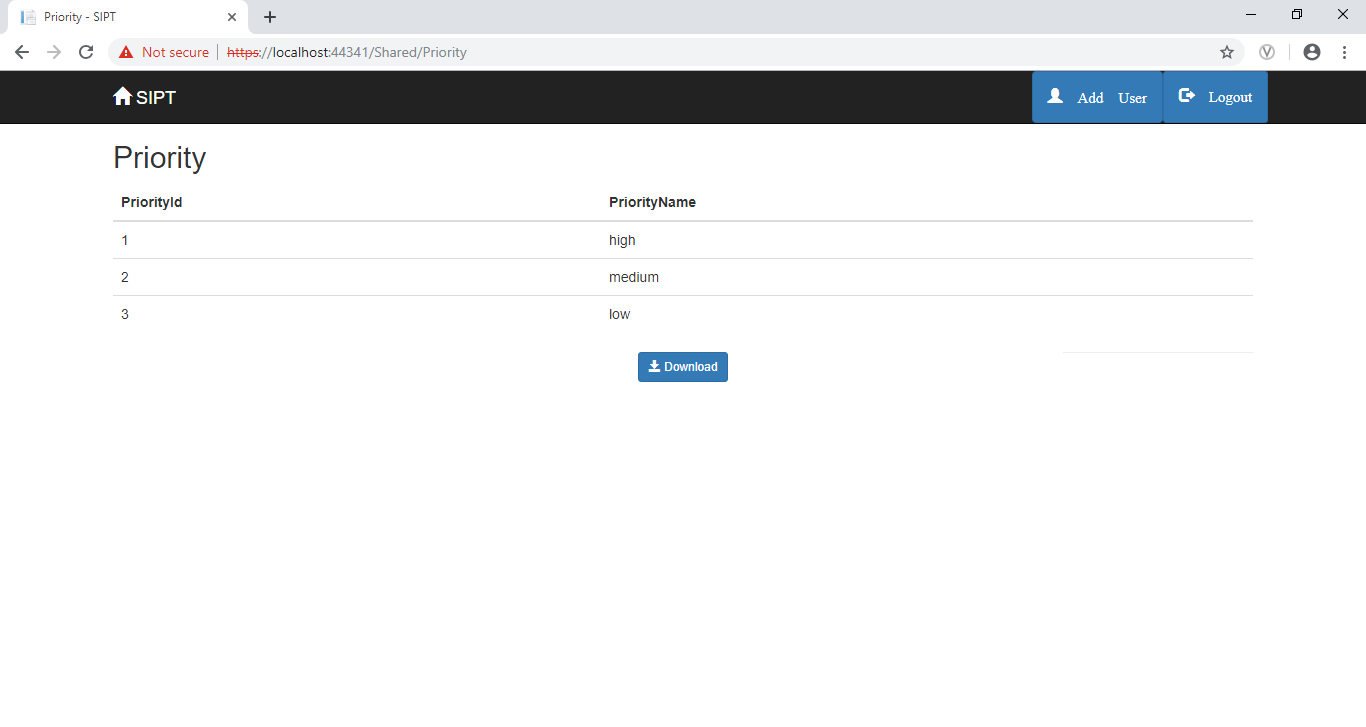 Priority - SIPT
Not secure https://localhost:44341/Shared/Priority
SIPT Add User Logout
Priority
PriorityId PriorityName
1 high
2 medium
3 low
Download